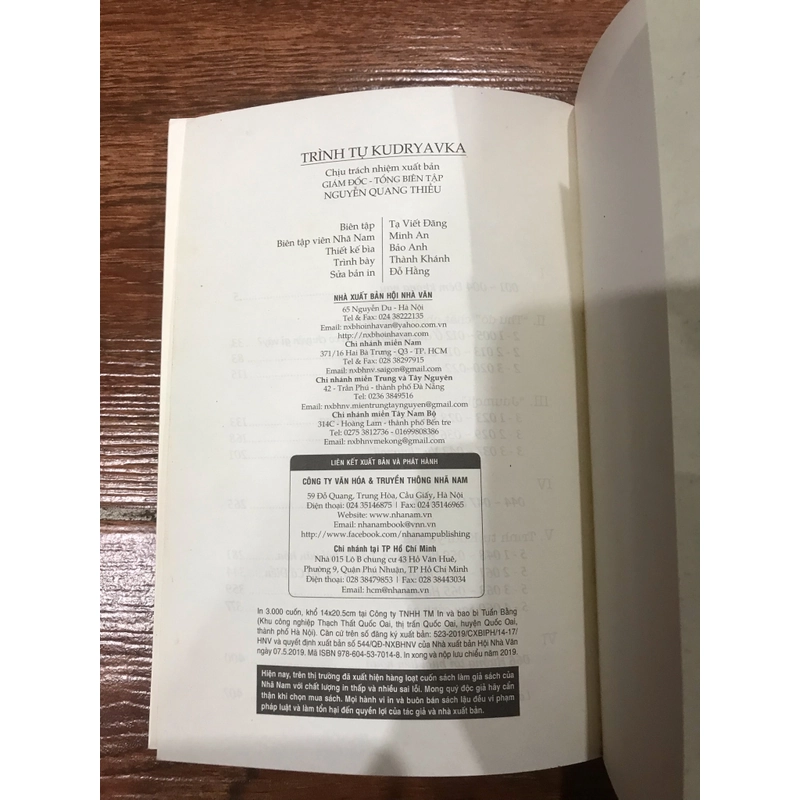 TRÌNH TỰ KUDRYAVKA
Chịu trách nhiệm xuất bản
GIÁM ĐỐC - TỔNG BIÊN TẬP
NGUYỄN QUANG THIỀU
Biên tập Tạ Viết Đãng
Biên tập viên Nhã Nam Minh An
Thiết kế bìa Bảo Anh
Trình bày Thành Khánh
Sửa bản in Đỗ Hằng
NHÀ XUẤT BẢN HỘI NHÀ VĂN
65 Nguyễn Du - Hà Nội
Tel & Fax: 024 38222135
Email: nxbhoinhavan@yahoo.com.vn
http://nxbhoinhavan.com
Chi nhánh miền Nam
371/16 Hai Bà Trưng - Q3 - TP. HCM
Tel & Fax: 028 38297915
Email: nxbhnv.saigon@gmail.com
Chi nhánh miền Trung và Tây Nguyên
42 - Trần Phú - thành phố Đà Nẵng
Tel: 0236 3849516
Email: nxbhnv.mientrungtaynguyen@gmail.com
Chi nhánh miền Tây Nam Bộ
314C - Hoàng Lam - thành phố Bến tre
Tel: 0275 3812736 - 01699808386
Email: nxbhnvmekong@gmail.com
LIÊN KẾT XUẤT BẢN VÀ PHÁT HÀNH
CÔNG TY VĂN HÓA & TRUYỀN THÔNG NHÃ NAM
59 Đỗ Quang, Trung Hòa, Cầu Giấy, Hà Nội
Điện thoại: 024 35146875 | Fax: 024 35146965
Website: www.nhanam.vn
Email: nhanambook@vnn.vn
http://www.facebook.com/nhanampublishing
Chi nhánh tại TP Hồ Chí Minh
Nhà 015 Lô B chung cư 43 Hồ Văn Huê,
Phường 9, Quận Phú Nhuận, TP Hồ Chí Minh
Điện thoại: 028 38479853 | Fax: 028 38443034
Email: hcm@nhanam.vn
In 3.000 cuốn, khổ 14x20.5cm tại Công ty TNHH TM In và bao bì Tuấn Bằng
(Khu công nghiệp Thạch Thất Quốc Oai, thị trấn Quốc Oai, huyện Quốc Oai,
thành phố Hà Nội). Căn cứ trên số đăng ký xuất bản: 523-2019/CXBIPH/14-17/
HNV và quyết định xuất bản số 544/QĐ-NXBHNV của Nhà xuất bản Hội Nhà Văn
ngày 07.5.2019. Mã ISBN 978-604-53-7014-8. In xong và nộp lưu chiểu năm 2019.
Hiện nay, trên thị trường đã xuất hiện hàng loạt cuốn sách làm giả sách của
Nhã Nam với chất lượng in thấp và nhiều sai lỗi. Mong quý độc giả hãy cẩn
thận khi chọn mua sách. Mọi hành vi in và buôn bán sách lậu đều vi phạm
pháp luật và làm tổn hại đến quyền lợi của tác giả và nhà xuất bản.